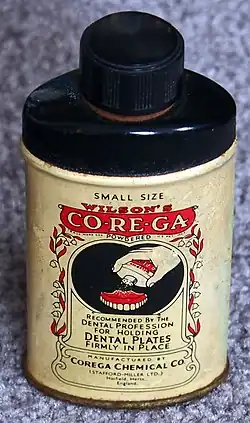 SMALL SIZE
WILSON'S
CO-RE-GA
POWDERED
RECOMMENDED BY THE
DENTAL PROFESSION
FOR HOLDING
DENTAL PLATES
FIRMLY IN PLACE
MANUFACTURED BY
COREGA CHEMICAL CO.
(STAFFORD-MILLER LTD.)
Hatfield, Herts.
England.